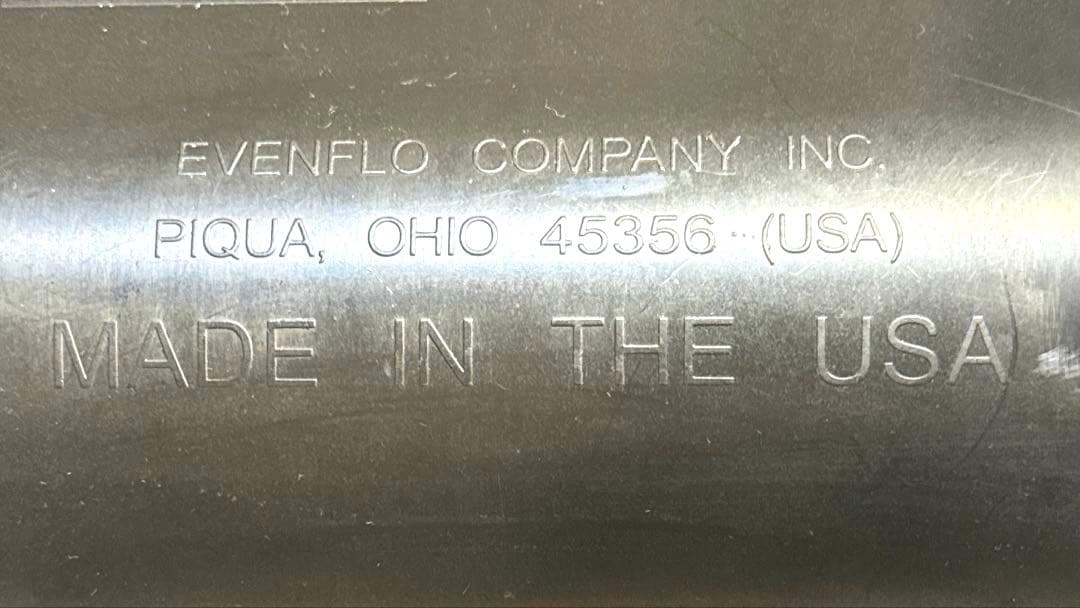 EVENFLO COMPANY INC.
PIQUA, OHIO 45356 (USA)
MADE IN THE USA